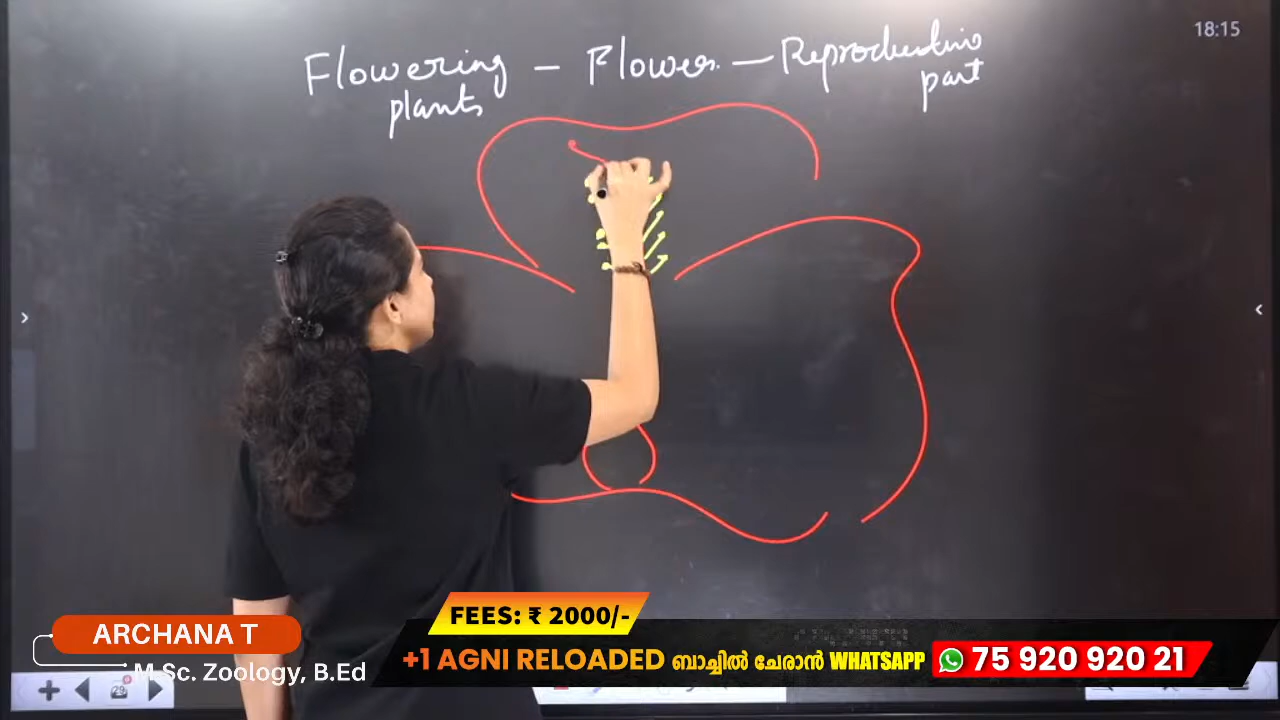 18:15
Flowering – Flower – Reproductive
plants part
FEES: ₹ 2000/-
ARCHANA T
M.Sc. Zoology, B.Ed
+1 AGNI RELOADED ബാച്ചിൽ ചേരാൻ WHATSAPP 75 920 920 21
29